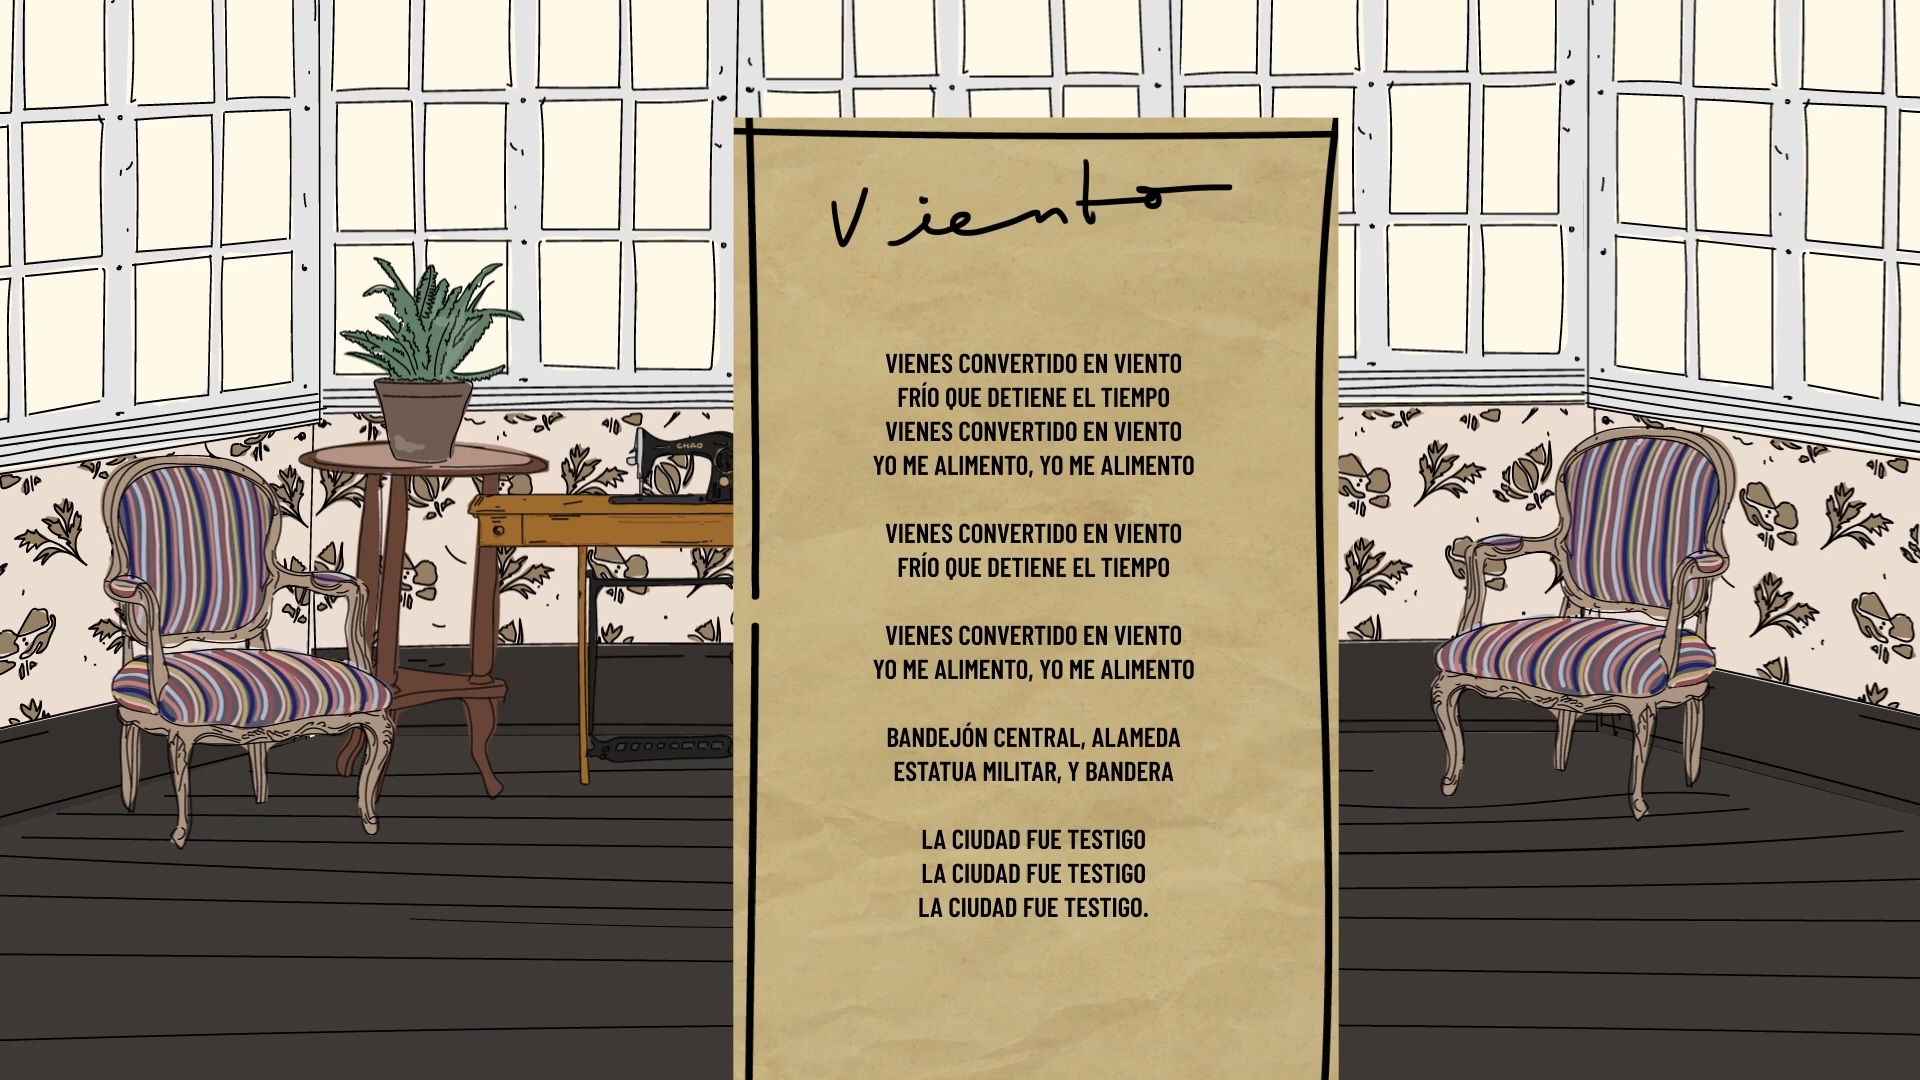 Viento
VIENES CONVERTIDO EN VIENTO
FRÍO QUE DETIENE EL TIEMPO
VIENES CONVERTIDO EN VIENTO
YO ME ALIMENTO, YO ME ALIMENTO
VIENES CONVERTIDO EN VIENTO
FRÍO QUE DETIENE EL TIEMPO
VIENES CONVERTIDO EN VIENTO
YO ME ALIMENTO, YO ME ALIMENTO
BANDEJÓN CENTRAL, ALAMEDA
ESTATUA MILITAR, Y BANDERA
LA CIUDAD FUE TESTIGO
LA CIUDAD FUE TESTIGO
LA CIUDAD FUE TESTIGO.
CHAO